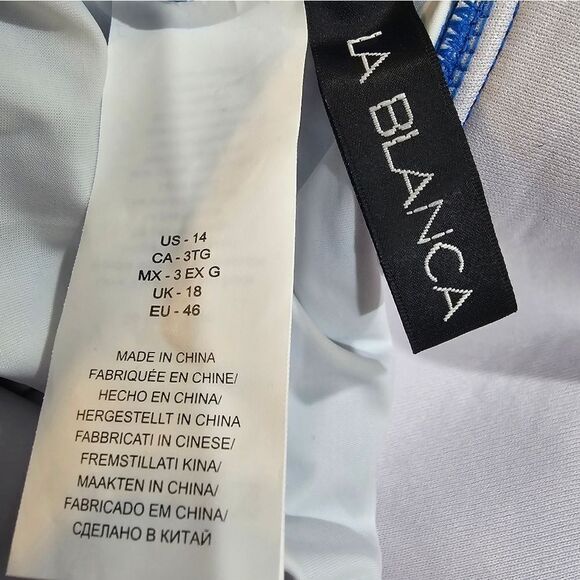 LA BLANCA
US - 14
CA - 3TG
MX - 3 EX G
UK - 18
EU - 46
MADE IN CHINA
FABRIQUÉE EN CHINE/
HECHO EN CHINA/
HERGESTELLT IN CHINA/
FABBRICATI IN CINESE/
FREMSTILLATI KINA/
MAAKTEN IN CHINA/
FABRICADO EM CHINA/
СДЕЛАНО В КИТАЙ